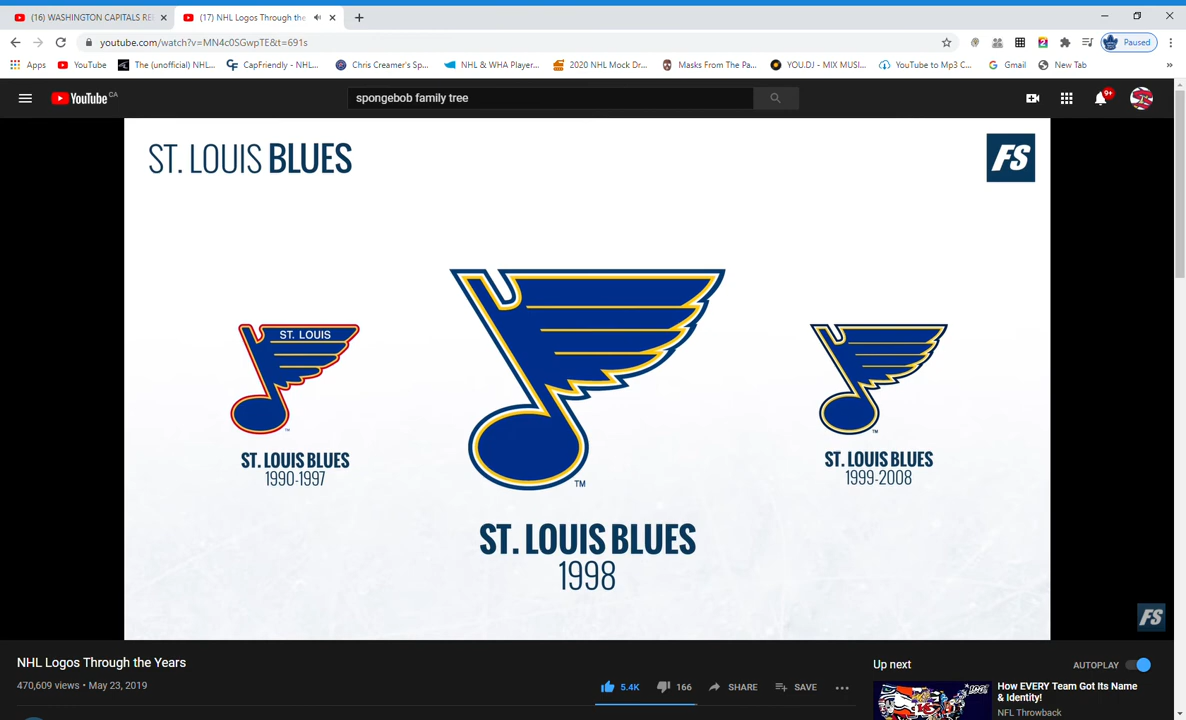 (16) WASHINGTON CAPITALS RE
(17) NHL Logos Through the
youtube.com/watch?v=MN4c0SGwpTE&t=691s
Paused
Apps
YouTube
The (unofficial) NHL...
CapFriendly - NHL...
Chris Creamer's Sp...
NHL & WHA Player...
2020 NHL Mock Dr...
Masks From The Pa...
YOU.DJ - MIX MUSI...
YouTube to Mp3 C...
Gmail
New Tab
»
YouTube CA
spongebob family tree
9+
ST. LOUIS BLUES
FS
ST. LOUIS
TM
ST. LOUIS BLUES
1990-1997
TM
ST. LOUIS BLUES
1998
TM
ST. LOUIS BLUES
1999-2008
FS
NHL Logos Through the Years
470,609 views • May 23, 2019
5.4K
166
SHARE
SAVE
Up next
AUTOPLAY
How EVERY Team Got Its Name
& Identity!
NFL Throwback